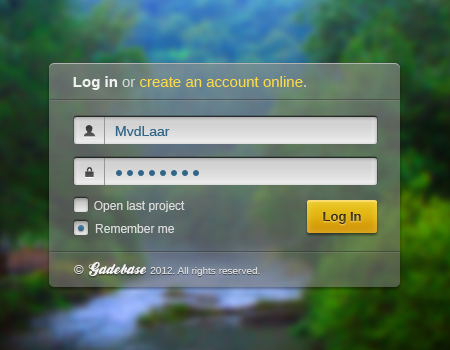 Log in or create an account online.
MvdLaar
Open last project
Remember me
Log In
© Gadebase 2012. All rights reserved.